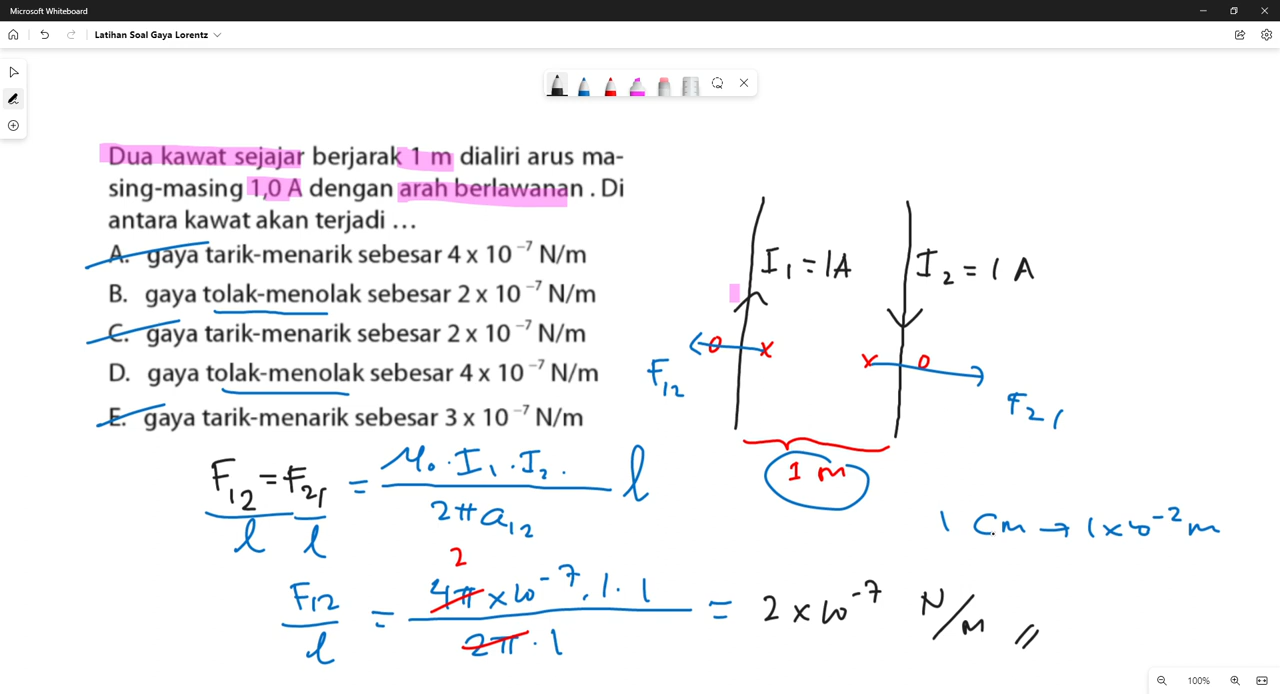 Microsoft Whiteboard
Latihan Soal Gaya Lorentz
Dua kawat sejajar berjarak 1 m dialiri arus ma-
sing-masing 1,0 A dengan arah berlawanan . Di
antara kawat akan terjadi ...
A. gaya tarik-menarik sebesar 4 x 10⁻⁷ N/m
B. gaya tolak-menolak sebesar 2 x 10⁻⁷ N/m
C. gaya tarik-menarik sebesar 2 x 10⁻⁷ N/m
D. gaya tolak-menolak sebesar 4 x 10⁻⁷ N/m
E. gaya tarik-menarik sebesar 3 x 10⁻⁷ N/m
I₁ = 1A
I₂ = 1 A
o x
x o
F₁₂
F₂₁
1 m
1 cm → 1 x 10⁻² m
F₁₂/l = F₂₁/l = μ₀ . I₁ . I₂ . / 2π a₁₂ l
2
F₁₂/l = 4π x 10⁻⁷ . 1 . 1 / 2π . 1 = 2 x 10⁻⁷ N/m //
100%